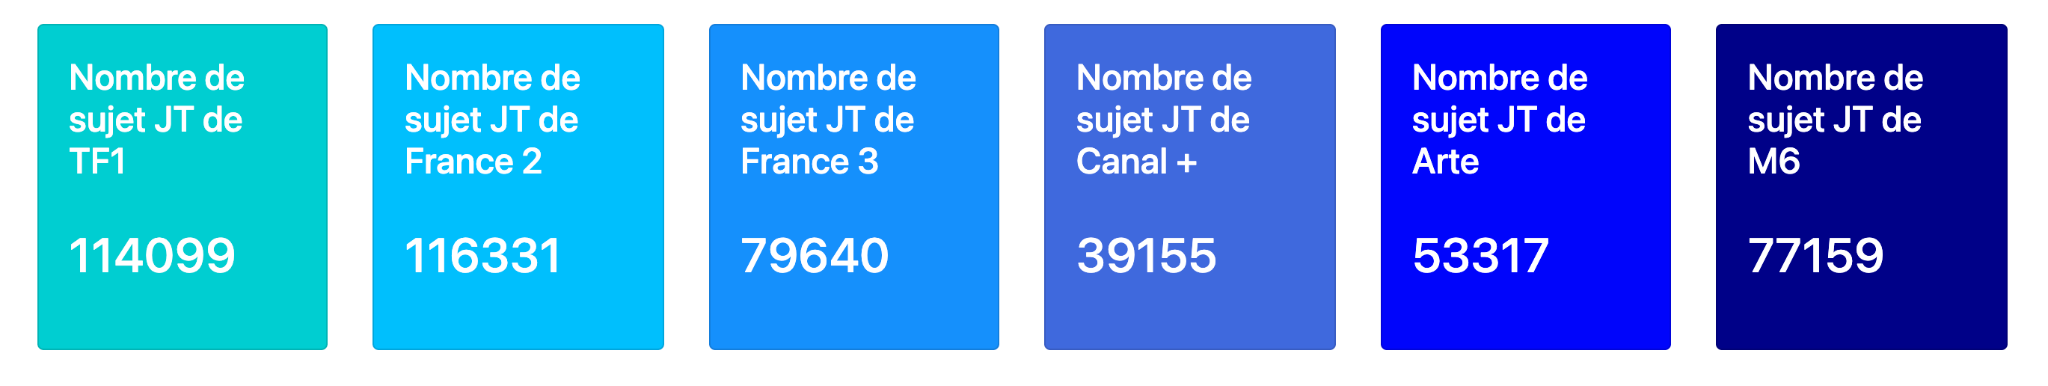 Nombre de
sujet JT de
TF1
114099
Nombre de
sujet JT de
France 2
116331
Nombre de
sujet JT de
France 3
79640
Nombre de
sujet JT de
Canal +
39155
Nombre de
sujet JT de
Arte
53317
Nombre de
sujet JT de
M6
77159